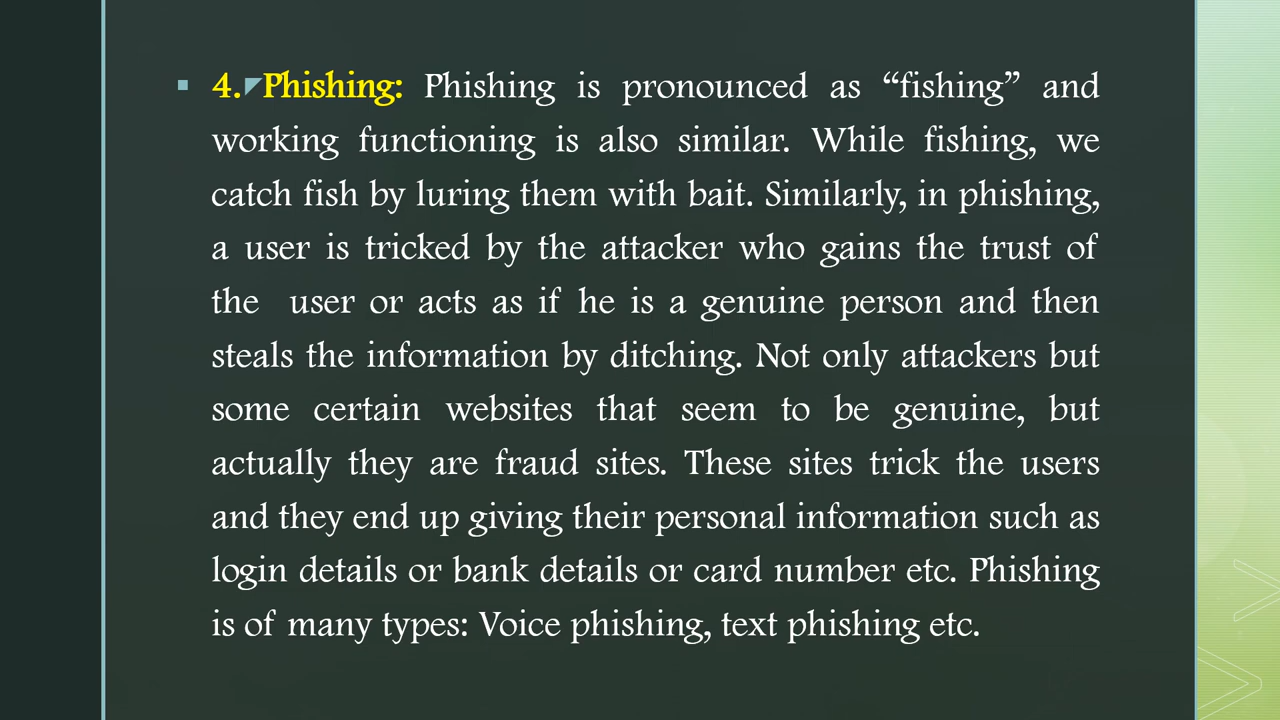 4. Phishing: Phishing is pronounced as “fishing” and
working functioning is also similar. While fishing, we
catch fish by luring them with bait. Similarly, in phishing,
a user is tricked by the attacker who gains the trust of
the user or acts as if he is a genuine person and then
steals the information by ditching. Not only attackers but
some certain websites that seem to be genuine, but
actually they are fraud sites. These sites trick the users
and they end up giving their personal information such as
login details or bank details or card number etc. Phishing
is of many types: Voice phishing, text phishing etc.